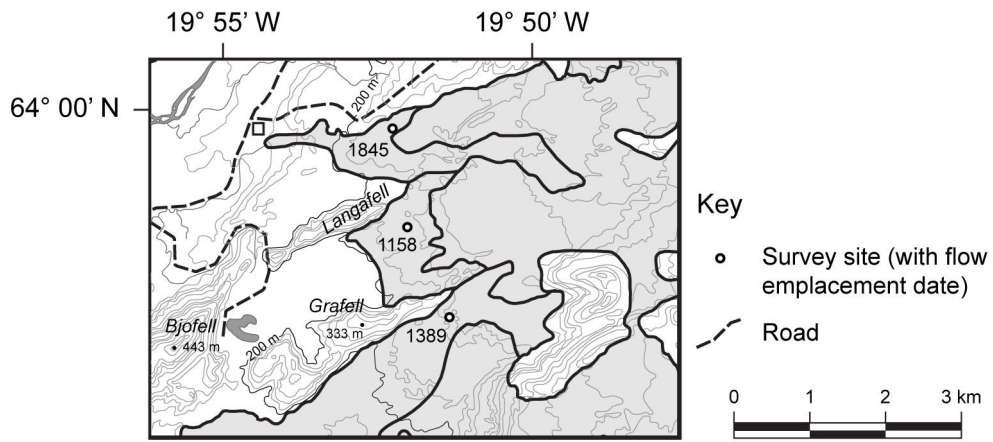 19° 55’ W
19° 50’ W
64° 00’ N
200 m
1845
Langafell
1158
Grafell
333 m
Bjofell
443 m
200 m
1389
Key
Survey site (with flow
emplacement date)
Road
0 1 2 3 km